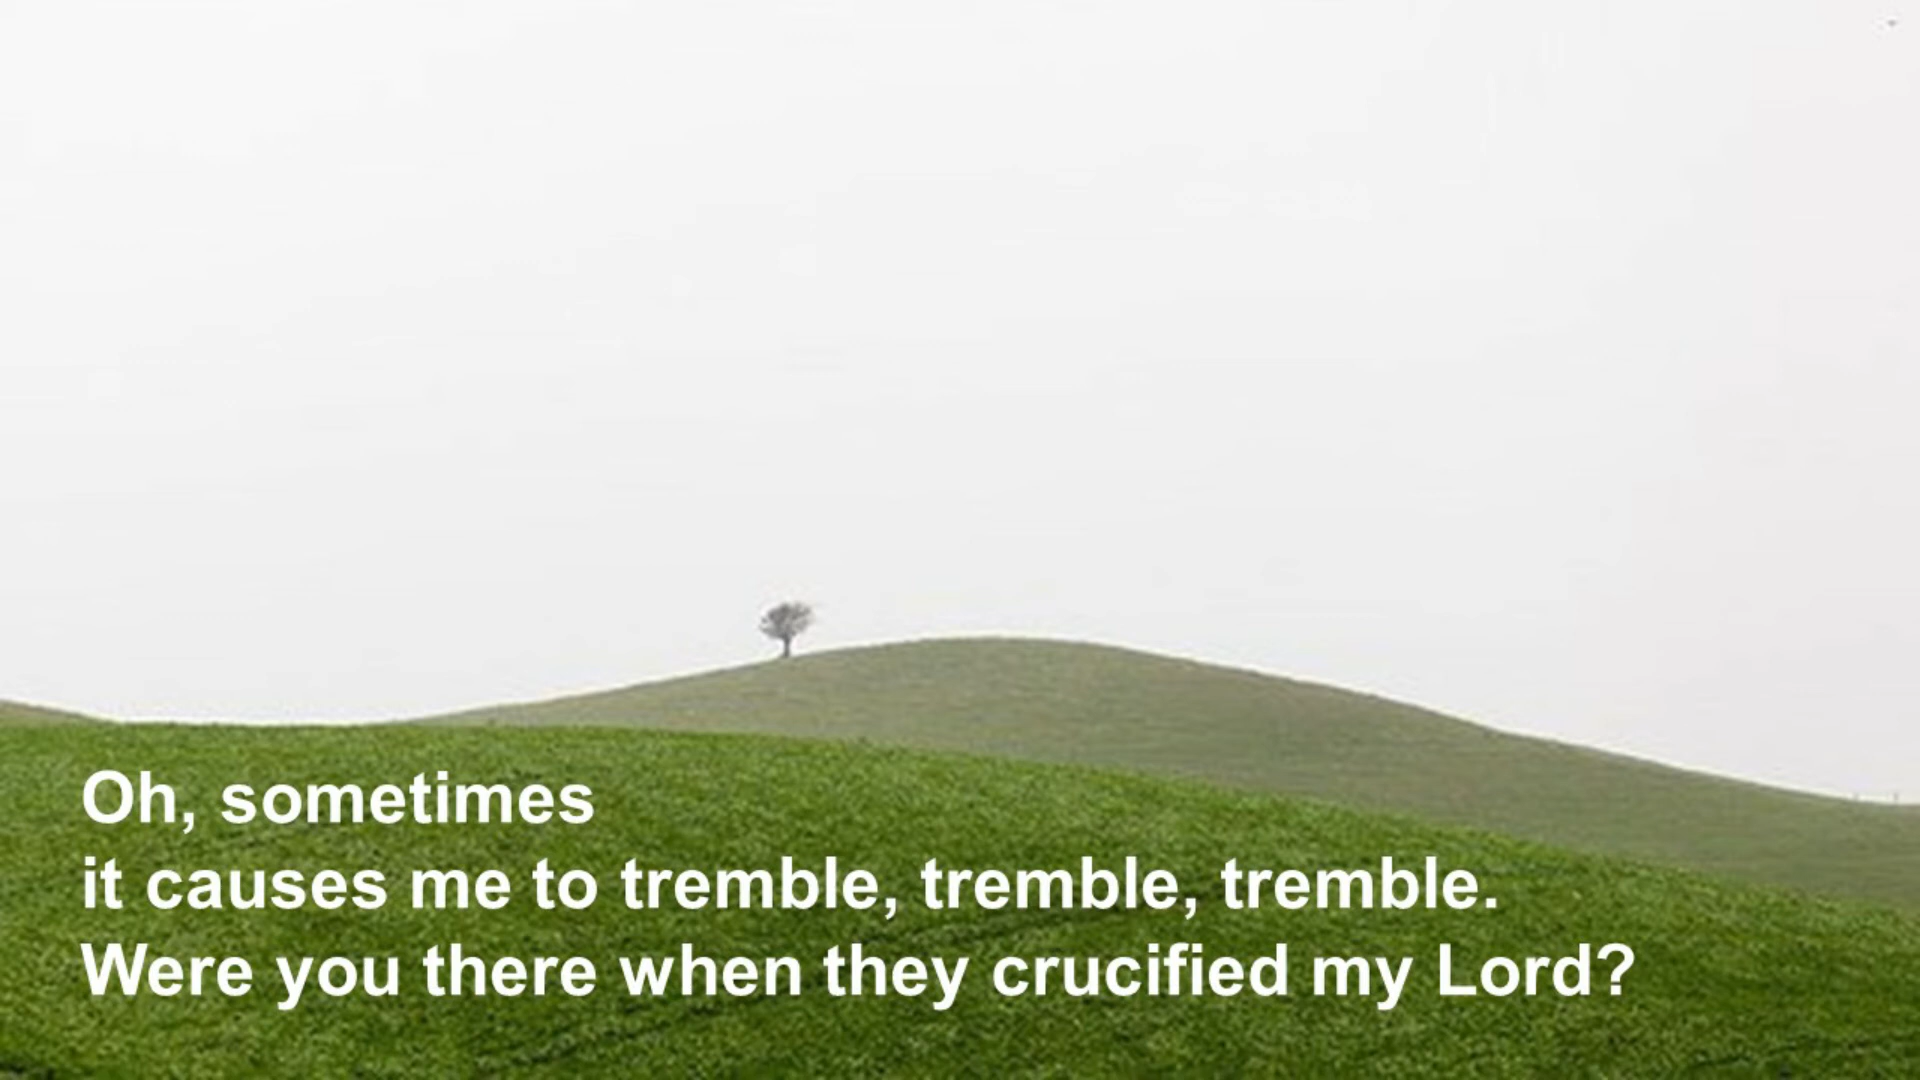 Oh, sometimes
it causes me to tremble, tremble, tremble.
Were you there when they crucified my Lord?